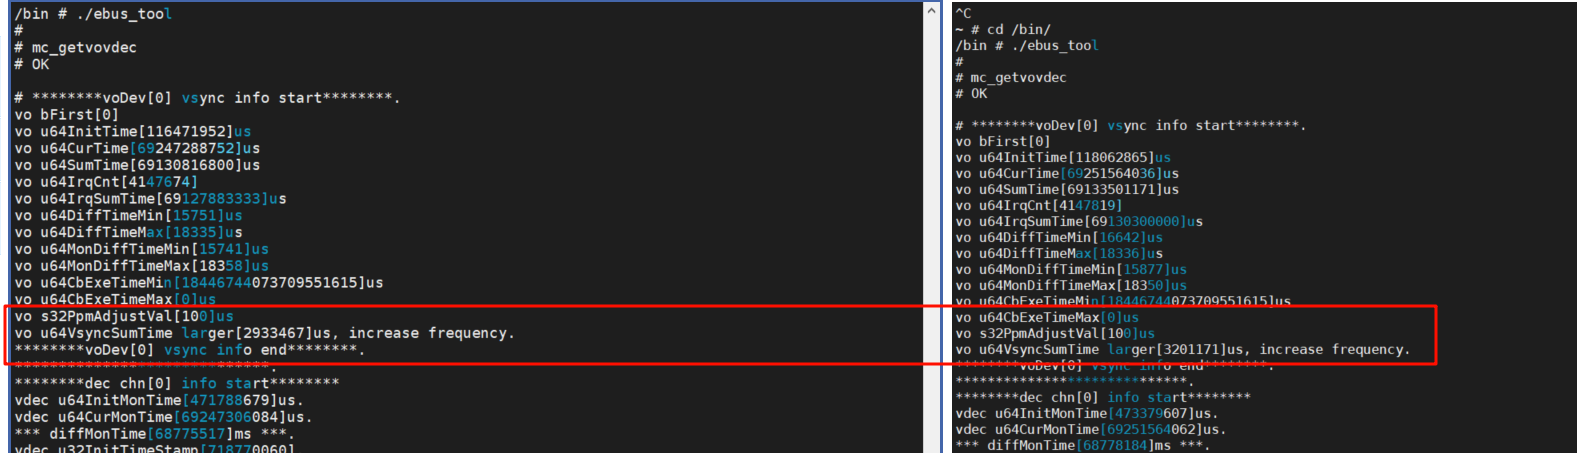 /bin # ./ebus_tool
#
# mc_getvovdec
# OK
# ********voDev[0] vsync info start********.
vo bFirst[0]
vo u64InitTime[116471952]us
vo u64CurTime[69247288752]us
vo u64SumTime[69130816800]us
vo u64IrqCnt[4147674]
vo u64IrqSumTime[69127883333]us
vo u64DiffTimeMin[15751]us
vo u64DiffTimeMax[18335]us
vo u64MonDiffTimeMin[15741]us
vo u64MonDiffTimeMax[18358]us
vo u64CbExeTimeMin[18446744073709551615]us
vo u64CbExeTimeMax[0]us
vo s32PpmAdjustVal[100]us
vo u64VsyncSumTime larger[2933467]us, increase frequency.
********voDev[0] vsync info end********.
******************************.
********dec chn[0] info start********
vdec u64InitMonTime[471788679]us.
vdec u64CurMonTime[69247306084]us.
*** diffMonTime[68775517]ms ***.
vdec u32InitTimeStamp[718770060]
^C
~ # cd /bin/
/bin # ./ebus_tool
#
# mc_getvovdec
# OK
# ********voDev[0] vsync info start********.
vo bFirst[0]
vo u64InitTime[118062865]us
vo u64CurTime[69251564036]us
vo u64SumTime[69133501171]us
vo u64IrqCnt[4147819]
vo u64IrqSumTime[69130300000]us
vo u64DiffTimeMin[16642]us
vo u64DiffTimeMax[18336]us
vo u64MonDiffTimeMin[15877]us
vo u64MonDiffTimeMax[18350]us
vo u64CbExeTimeMin[18446744073709551615]us
vo u64CbExeTimeMax[0]us
vo s32PpmAdjustVal[100]us
vo u64VsyncSumTime larger[3201171]us, increase frequency.
********voDev[0] vsync info end********.
*****************************.
********dec chn[0] info start********
vdec u64InitMonTime[473379607]us.
vdec u64CurMonTime[69251564062]us.
*** diffMonTime[68778184]ms ***.